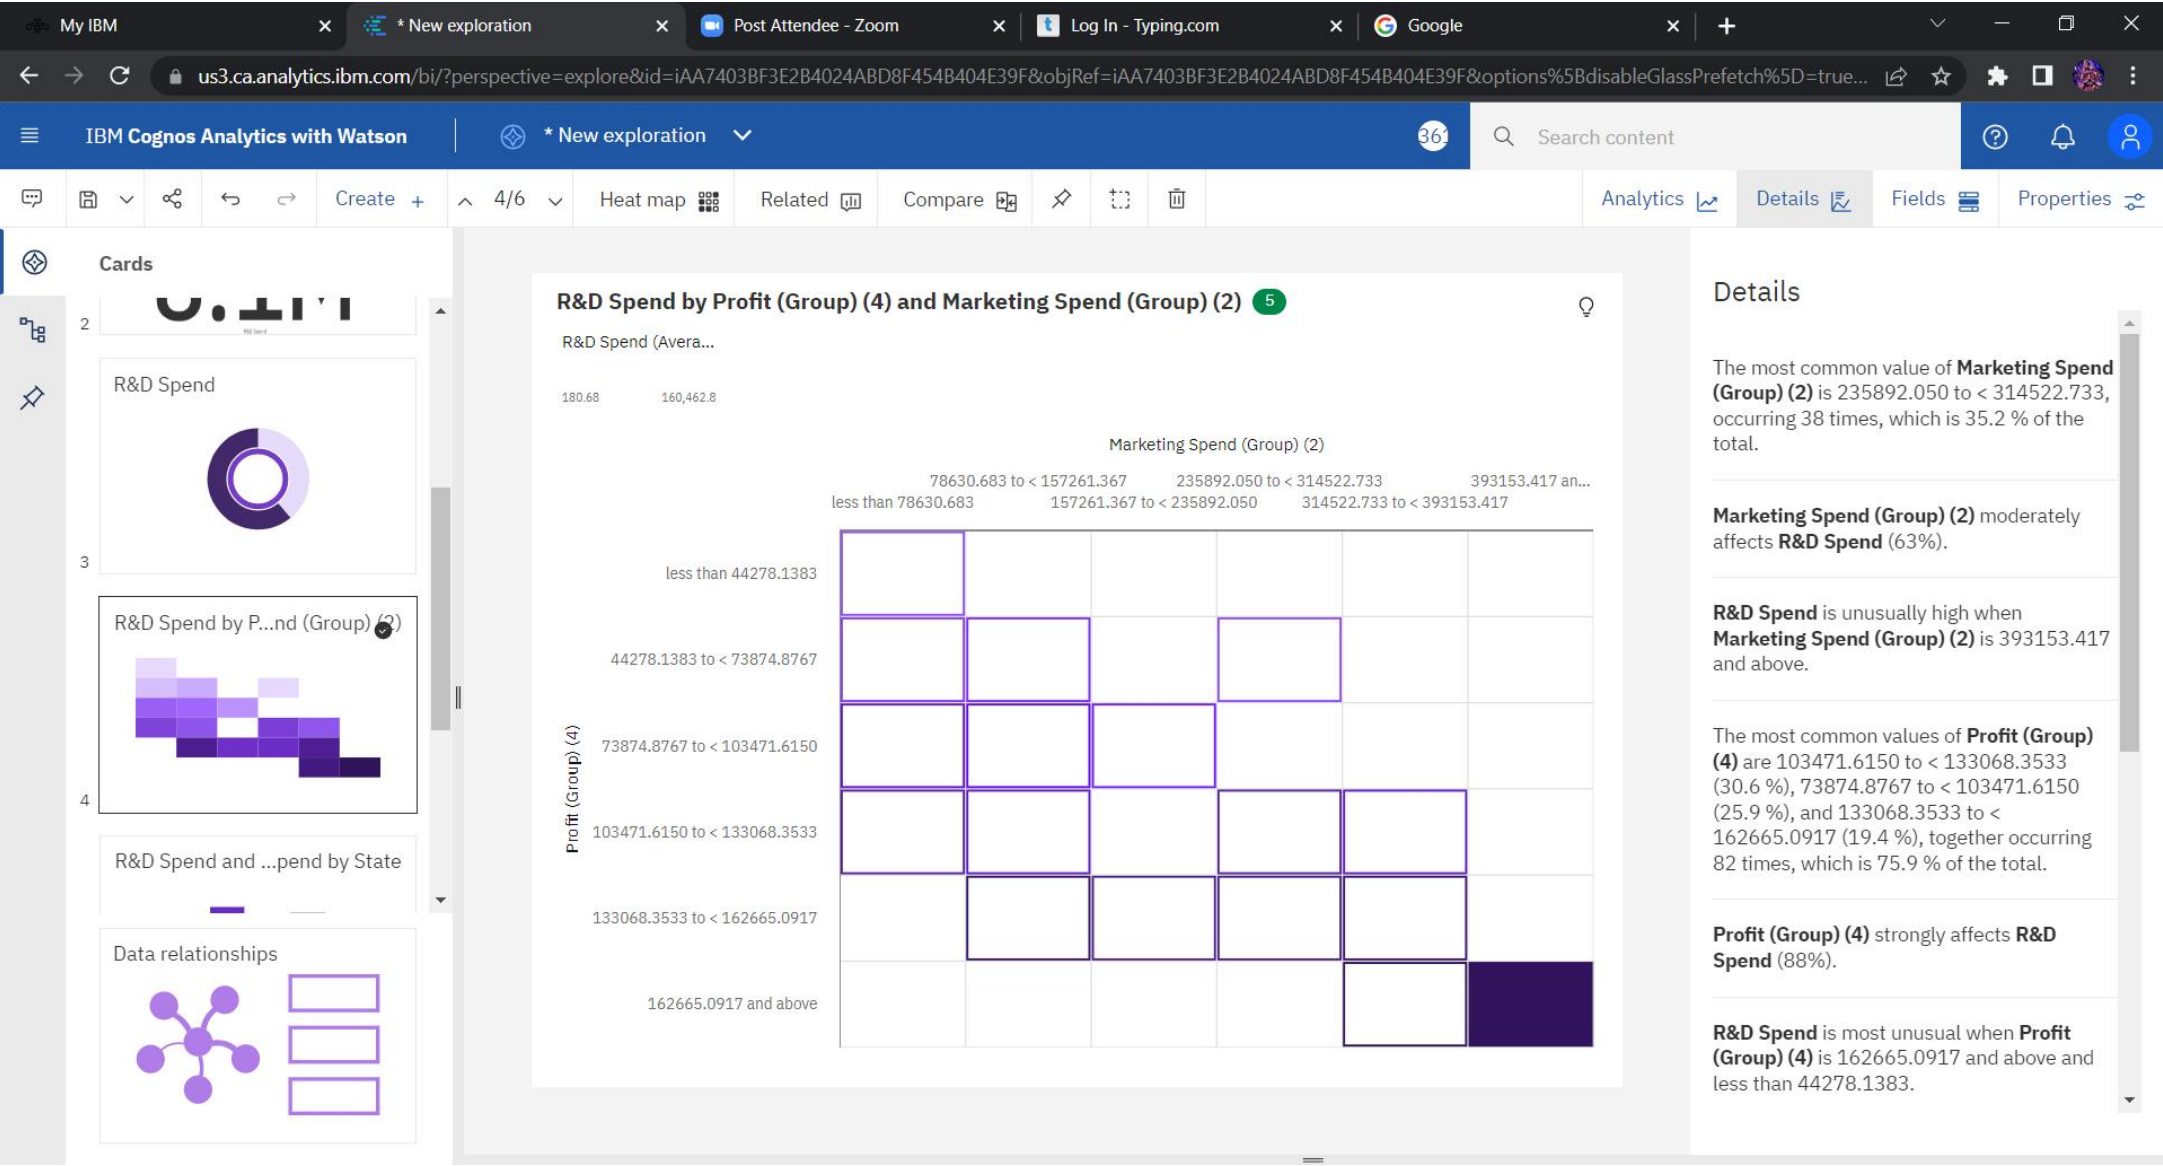 My IBM
* New exploration
Post Attendee - Zoom
Log In - Typing.com
Google
us3.ca.analytics.ibm.com/bi/?perspective=explore&id=iAA7403BF3E2B4024ABD8F454B404E39F&objRef=iAA7403BF3E2B4024ABD8F454B404E39F&options%5BdisableGlassPrefetch%5D=true...
IBM Cognos Analytics with Watson
* New exploration
361
Search content
Create +
4/6
Heat map
Related
Compare
Analytics
Details
Fields
Properties
Cards
2
R&D Spend
R&D Spend
3
R&D Spend by P...nd (Group) (2)
4
R&D Spend and ...pend by State
Data relationships
R&D Spend by Profit (Group) (4) and Marketing Spend (Group) (2) 5
R&D Spend (Avera...
180.68 160,462.8
Marketing Spend (Group) (2)
78630.683 to < 157261.367 235892.050 to < 314522.733 393153.417 an...
less than 78630.683 157261.367 to < 235892.050 314522.733 to < 393153.417
Profit (Group) (4)
less than 44278.1383
44278.1383 to < 73874.8767
73874.8767 to < 103471.6150
103471.6150 to < 133068.3533
133068.3533 to < 162665.0917
162665.0917 and above
Details
The most common value of Marketing Spend
(Group) (2) is 235892.050 to < 314522.733,
occurring 38 times, which is 35.2 % of the
total.
Marketing Spend (Group) (2) moderately
affects R&D Spend (63%).
R&D Spend is unusually high when
Marketing Spend (Group) (2) is 393153.417
and above.
The most common values of Profit (Group)
(4) are 103471.6150 to < 133068.3533
(30.6 %), 73874.8767 to < 103471.6150
(25.9 %), and 133068.3533 to <
162665.0917 (19.4 %), together occurring
82 times, which is 75.9 % of the total.
Profit (Group) (4) strongly affects R&D
Spend (88%).
R&D Spend is most unusual when Profit
(Group) (4) is 162665.0917 and above and
less than 44278.1383.